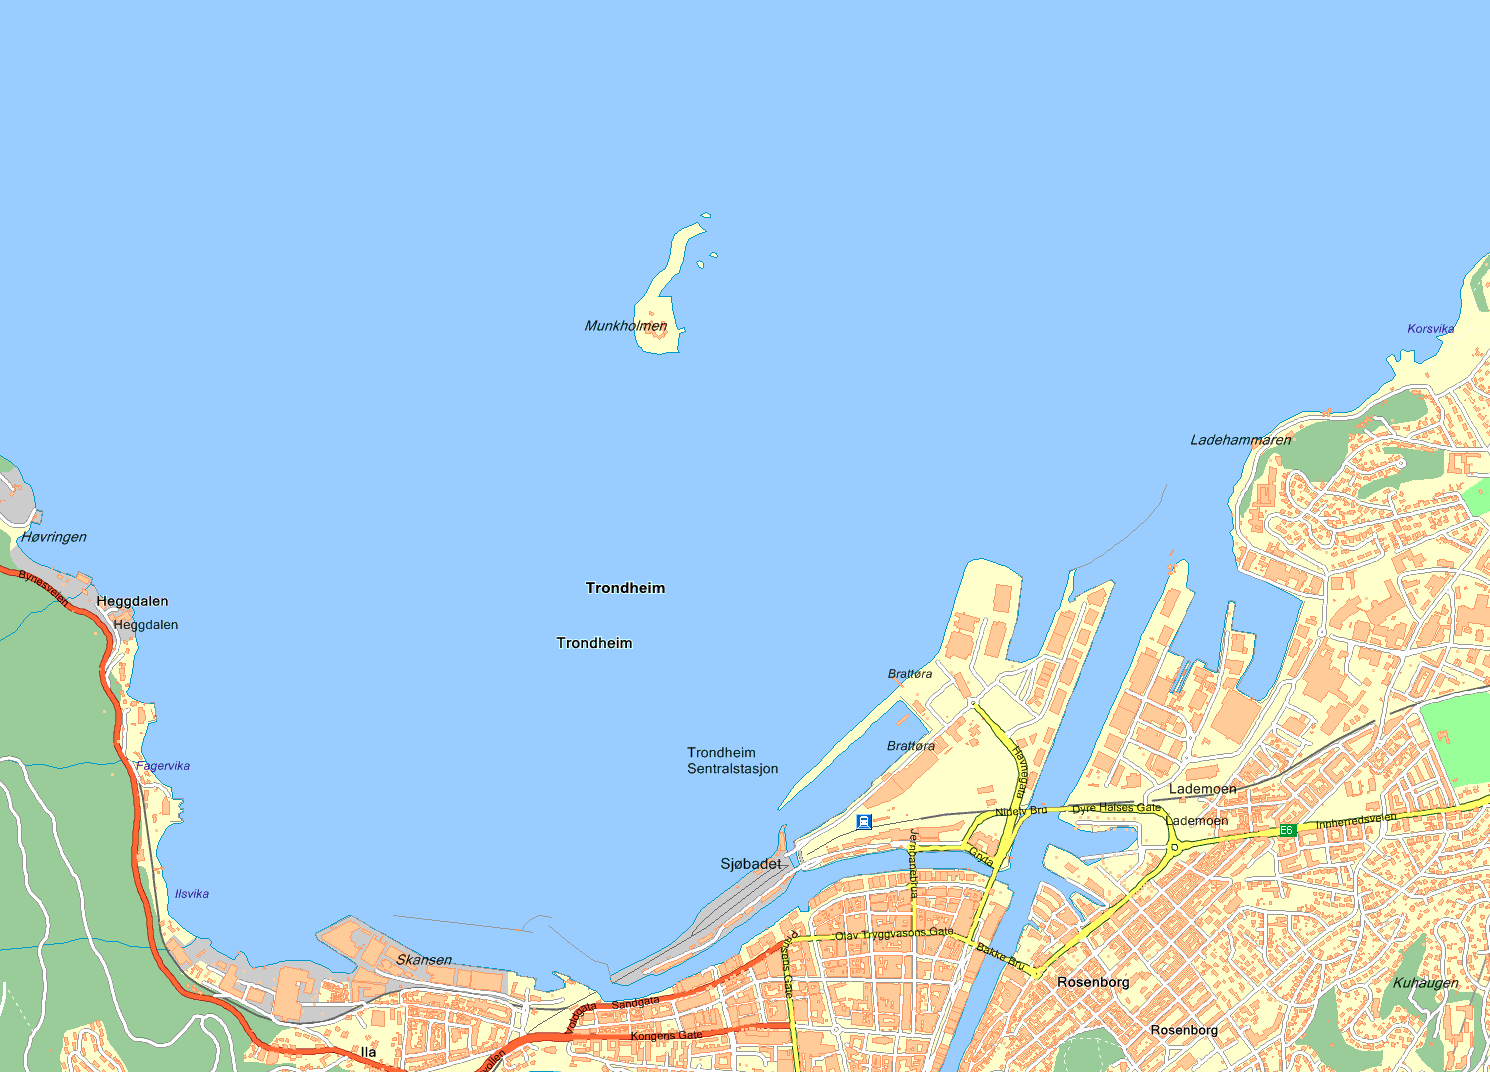 Munkholmen
Korsvika
Ladehammaren
Høvringen
Bynesveien
Heggdalen
Heggdalen
Trondheim
Trondheim
Brattøra
Brattøra
Trondheim
Sentralstasjon
Havnegata
Fagervika
Lademoen
Lademoen
Nidelv Bru
Dyre Halses Gate
Innherredsveien
E6
Jernbanebrua
Gryta
Sjøbadet
Ilsvika
Olav Tryggvasons Gate
Prinsens Gate
Bakke Bru
Skansen
Rosenborg
Kuhaugen
Sandgata
Kongens Gate
Rosenborg
Ila